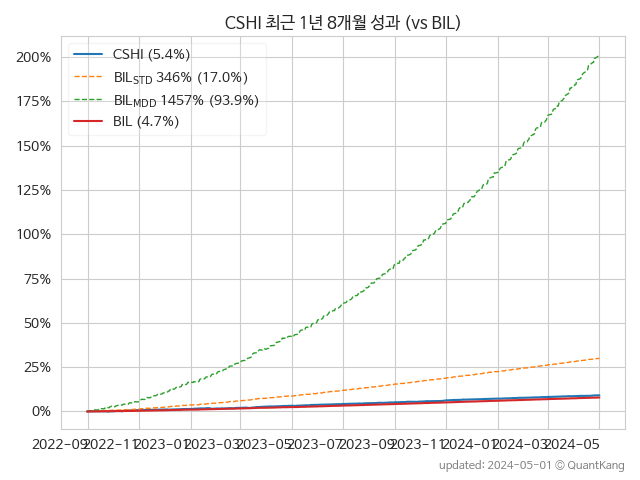 CSHI 최근 1년 8개월 성과 (vs BIL)
CSHI (5.4%)
BIL_STD 346% (17.0%)
BIL_MDD 1457% (93.9%)
BIL (4.7%)
200%
175%
150%
125%
100%
75%
50%
25%
0%
2022-09 2022-11 2023-01 2023-03 2023-05 2023-07 2023-09 2023-11 2024-01 2024-03 2024-05
updated: 2024-05-01 © QuantKang